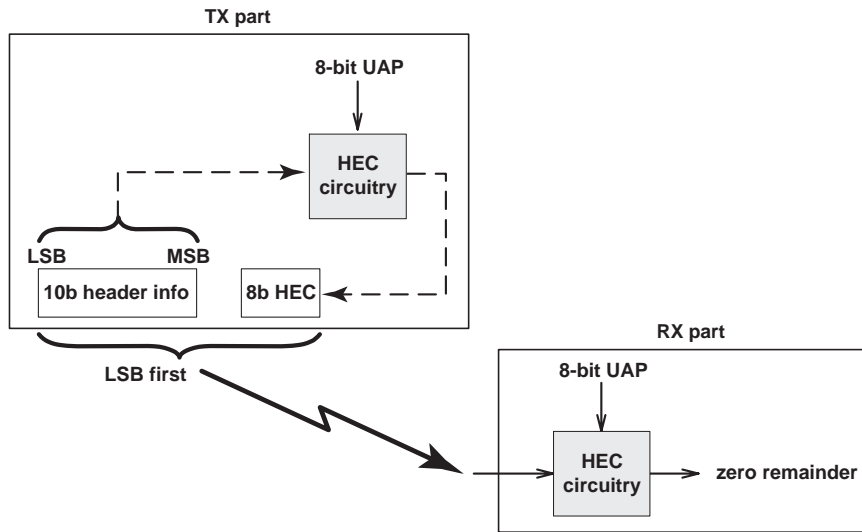 TX part
8-bit UAP
HEC
circuitry
LSB
MSB
10b header info
8b HEC
LSB first
RX part
8-bit UAP
HEC
circuitry
zero remainder